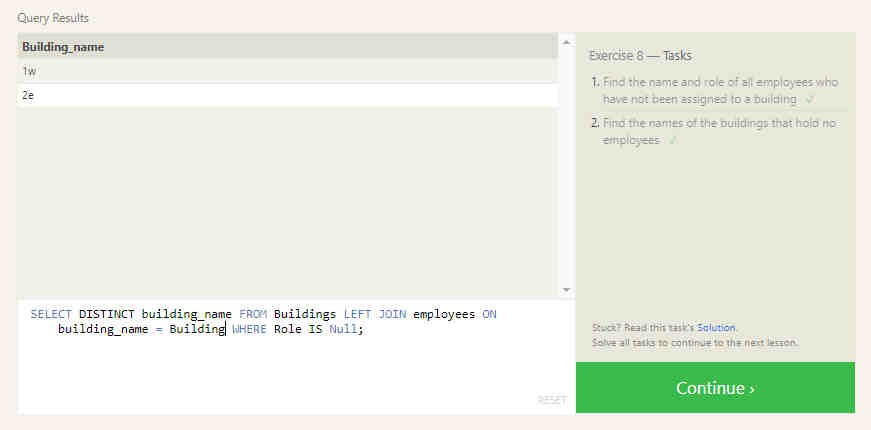 Query Results
Building_name
1w
2e
SELECT DISTINCT building_name FROM Buildings LEFT JOIN employees ON
building_name = Building WHERE Role IS Null;
RESET
Exercise 8 — Tasks
1. Find the name and role of all employees who
have not been assigned to a building ✓
2. Find the names of the buildings that hold no
employees ✓
Stuck? Read this task's Solution.
Solve all tasks to continue to the next lesson.
Continue ›